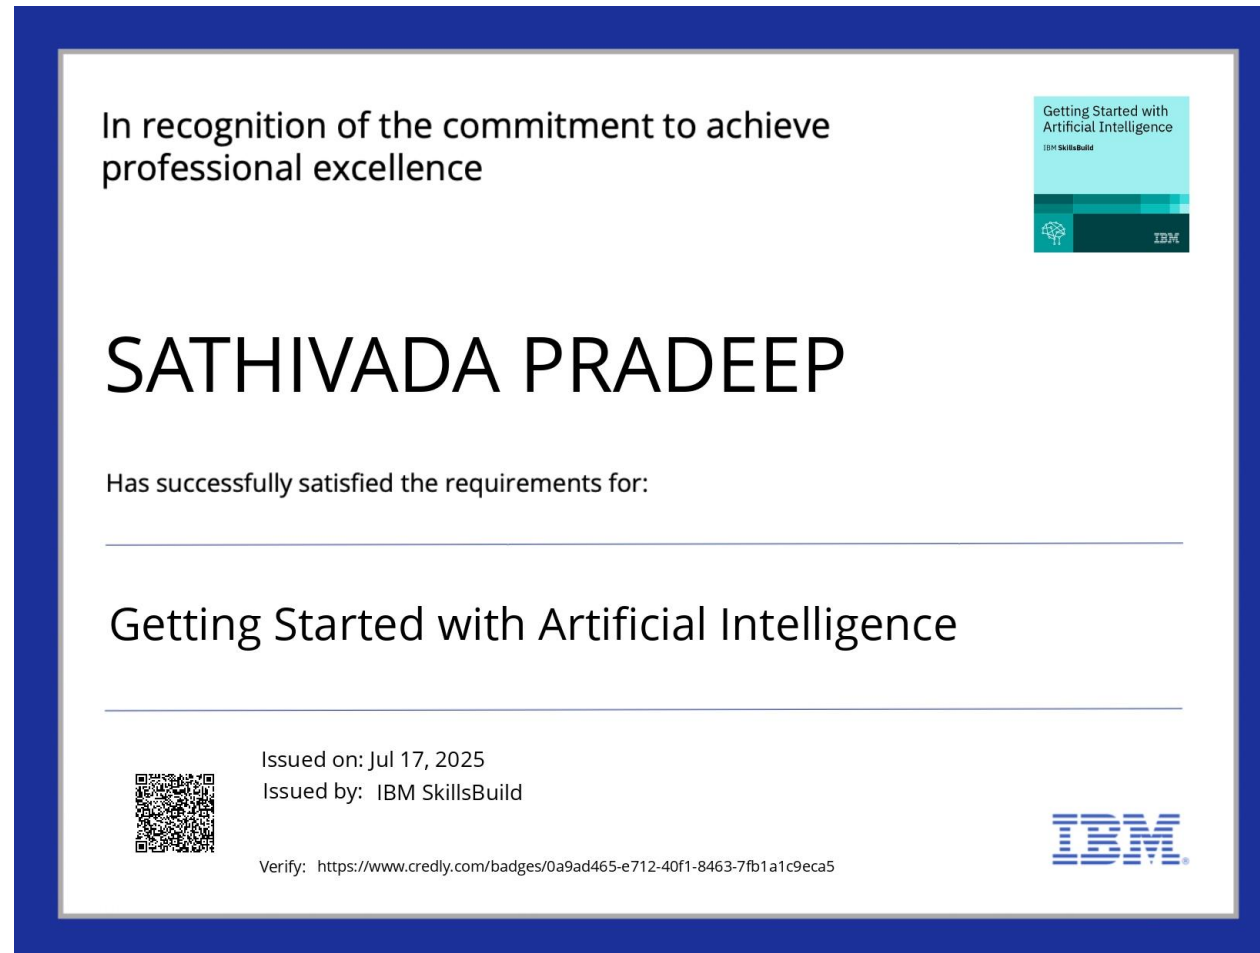 In recognition of the commitment to achieve
professional excellence
Getting Started with
Artificial Intelligence
IBM SkillsBuild
IBM
SATHIVADA PRADEEP
Has successfully satisfied the requirements for:
Getting Started with Artificial Intelligence
Issued on: Jul 17, 2025
Issued by: IBM SkillsBuild
Verify: https://www.credly.com/badges/0a9ad465-e712-40f1-8463-7fb1a1c9eca5
IBM®